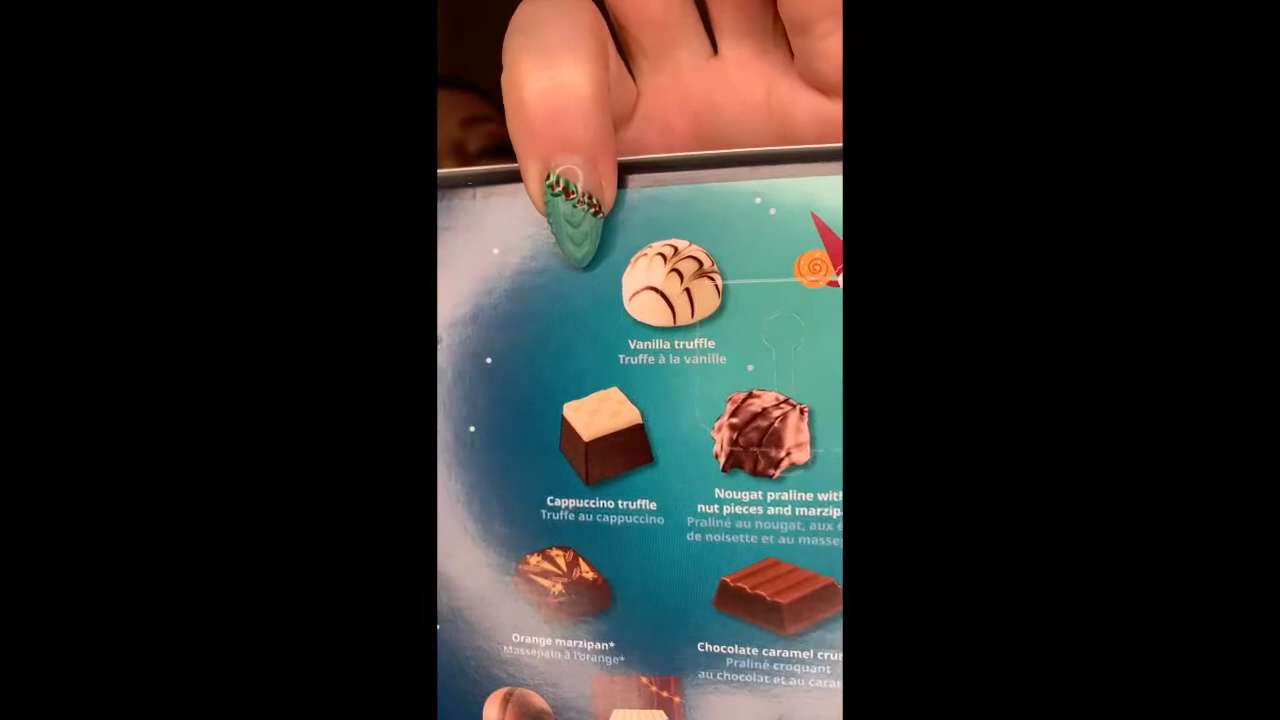 Vanilla truffle
Truffe à la vanille
Cappuccino truffle
Truffe au cappuccino
Nougat praline with
nut pieces and marzip
Praliné au nougat, aux é
de noisette et au masse
Orange marzipan*
Massepain à l'orange*
Chocolate caramel crun
Praliné croquant
au chocolat et au caram